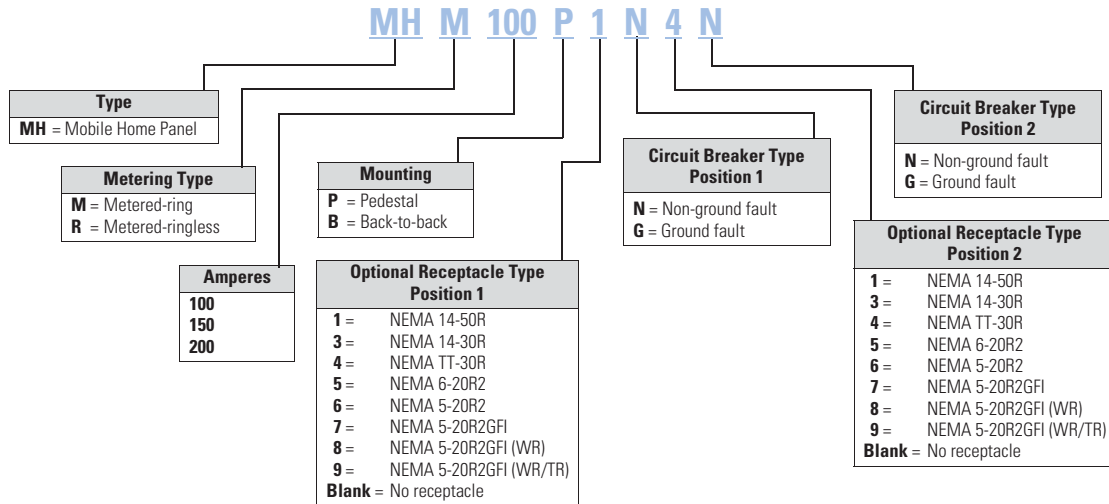 MH M 100 P 1 N 4 N
Type
MH = Mobile Home Panel
Metering Type
M = Metered-ring
R = Metered-ringless
Amperes
100
150
200
Mounting
P = Pedestal
B = Back-to-back
Optional Receptacle Type
Position 1
1 = NEMA 14-50R
3 = NEMA 14-30R
4 = NEMA TT-30R
5 = NEMA 6-20R2
6 = NEMA 5-20R2
7 = NEMA 5-20R2GFI
8 = NEMA 5-20R2GFI (WR)
9 = NEMA 5-20R2GFI (WR/TR)
Blank = No receptacle
Circuit Breaker Type
Position 1
N = Non-ground fault
G = Ground fault
Optional Receptacle Type
Position 2
1 = NEMA 14-50R
3 = NEMA 14-30R
4 = NEMA TT-30R
5 = NEMA 6-20R2
6 = NEMA 5-20R2
7 = NEMA 5-20R2GFI
8 = NEMA 5-20R2GFI (WR)
9 = NEMA 5-20R2GFI (WR/TR)
Blank = No receptacle
Circuit Breaker Type
Position 2
N = Non-ground fault
G = Ground fault